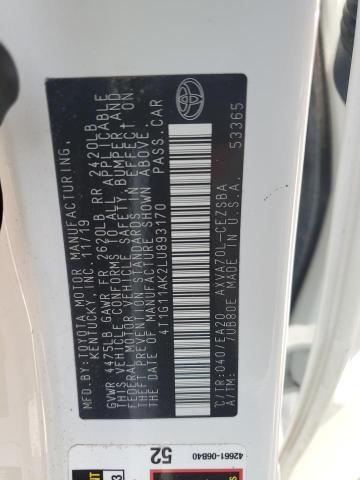 MFD. BY: TOYOTA MOTOR MANUFACTURING,
KENTUCKY, INC. 11/19
GVWR 4475LB GAWR FR 2620LB RR 2420LB
THIS VEHICLE CONFORMS TO ALL APPLICABLE
FEDERAL MOTOR VEHICLE SAFETY, BUMPER, AND
THEFT PREVENTION STANDARDS IN EFFECT ON
THE DATE OF MANUFACTURE SHOWN ABOVE.
4T1G11AK2LU893170 PASS.CAR
C/TR:040/EA20 AXVA70L-CEZSBA
A/TM: /UB80E MADE IN U.S.A.
53365
52
42661-06B40